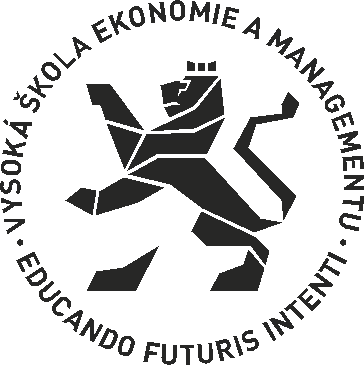 VYSOKÁ ŠKOLA EKONOMIE A MANAGEMENTU
EDUCANDO FUTURIS INTENTI